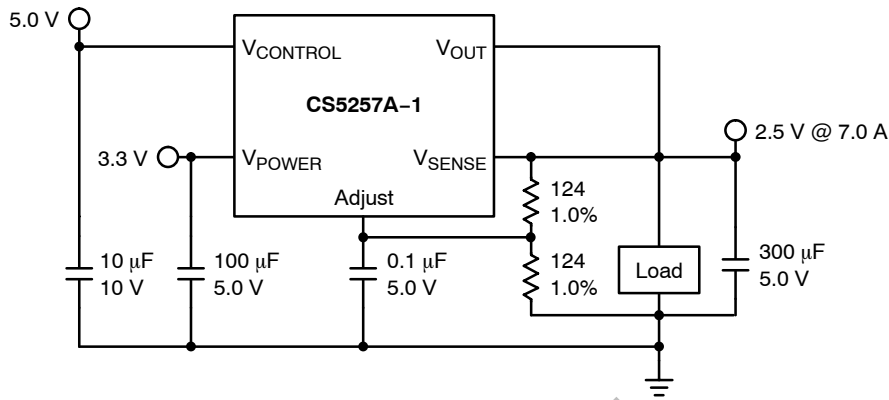 5.0 V
VCONTROL
VOUT
CS5257A−1
3.3 V
VPOWER
VSENSE
2.5 V @ 7.0 A
Adjust
124
1.0%
10 μF
10 V
100 μF
5.0 V
0.1 μF
5.0 V
124
1.0%
Load
300 μF
5.0 V